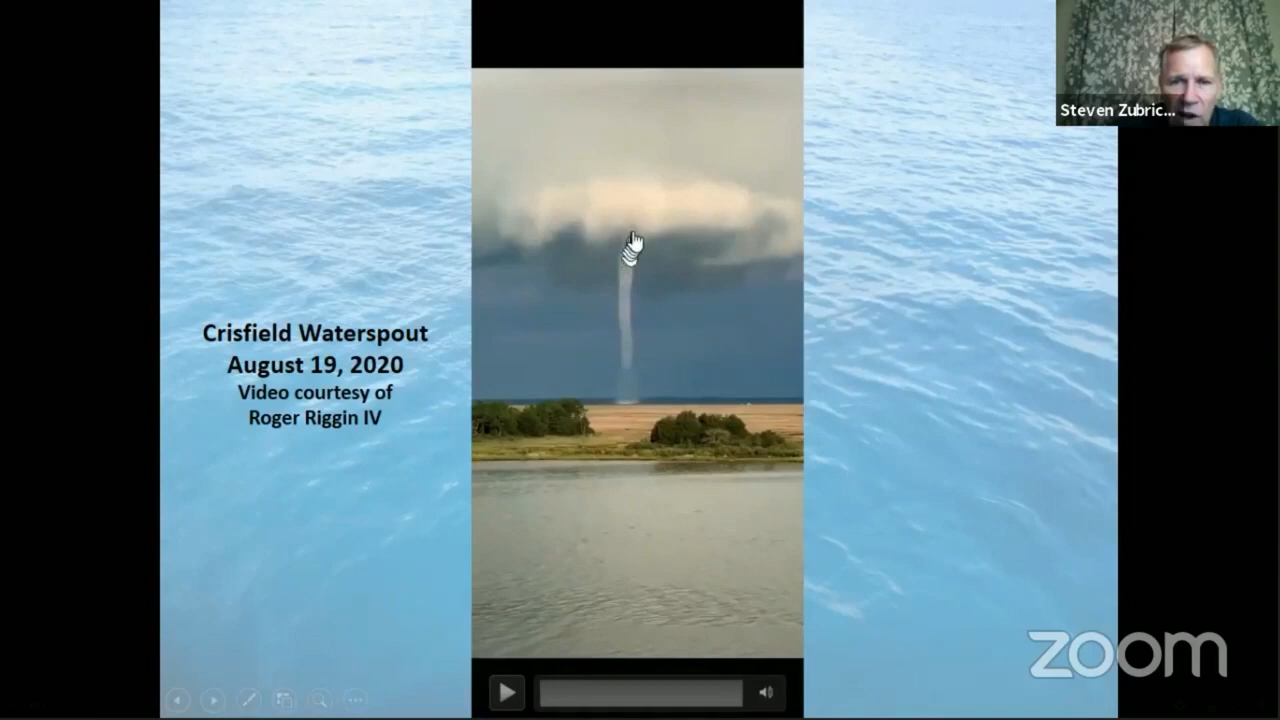 Steven Zubric...
Crisfield Waterspout
August 19, 2020
Video courtesy of
Roger Riggin IV
zoom